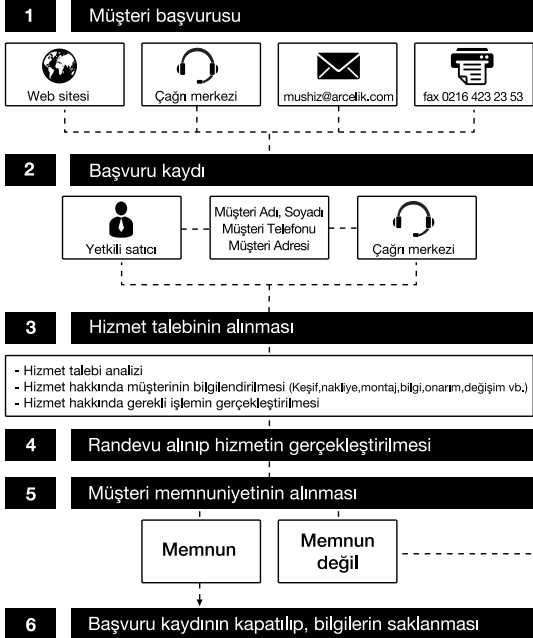 1 Müşteri başvurusu
Web sitesi
Çağrı merkezi
mushiz@arcelik.com
fax 0216 423 23 53
2 Başvuru kaydı
Yetkili satıcı
Müşteri Adı, Soyadı
Müşteri Telefonu
Müşteri Adresi
Çağrı merkezi
3 Hizmet talebinin alınması
- Hizmet talebi analizi
- Hizmet hakkında müşterinin bilgilendirilmesi (Keşif,nakliye,montaj,bilgi,onarım,değişim vb.)
- Hizmet hakkında gerekli işlemin gerçekleştirilmesi
4 Randevu alınıp hizmetin gerçekleştirilmesi
5 Müşteri memnuniyetinin alınması
Memnun
Memnun
değil
6 Başvuru kaydının kapatılıp, bilgilerin saklanması